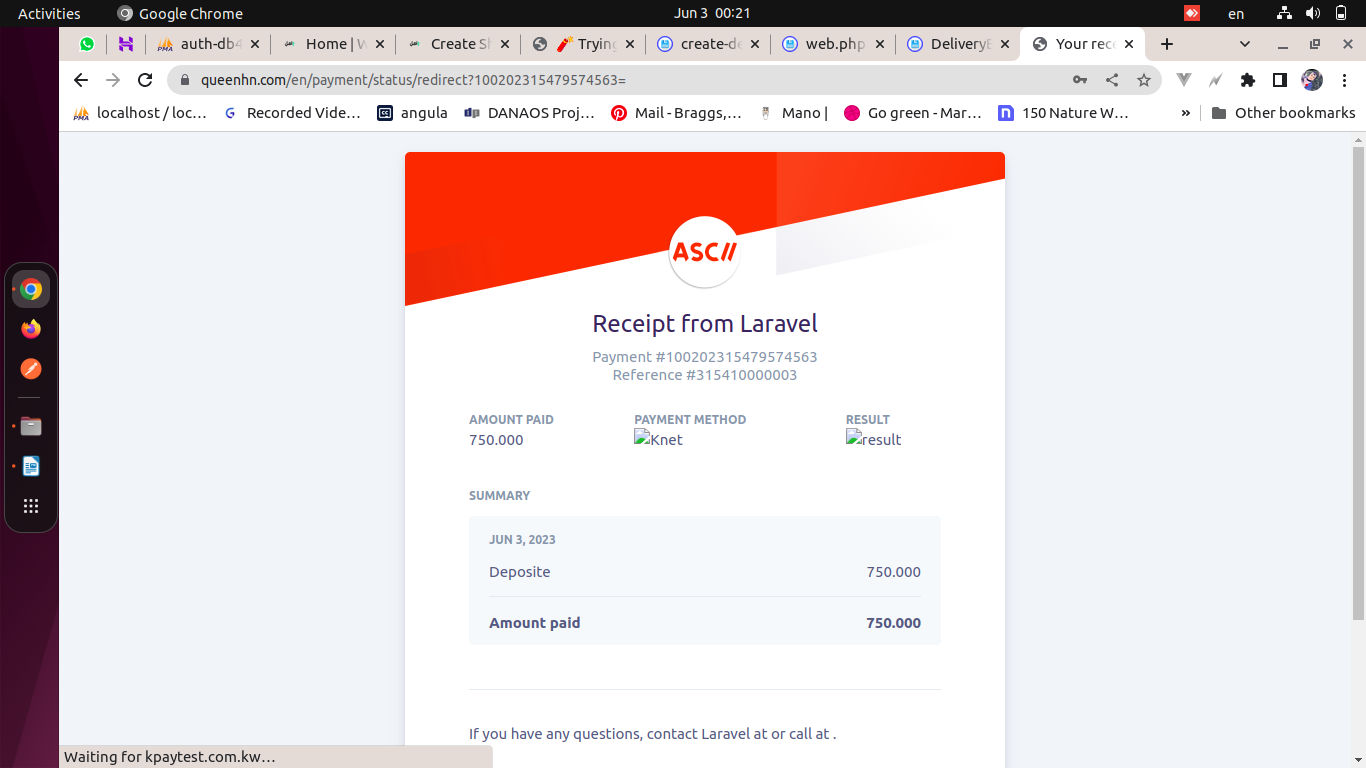 Activities
Google Chrome
Jun 3 00:21
en
auth-db4
Home | W
Create Sh
Trying
create-de
web.php
DeliveryB
Your rece
queenhn.com/en/payment/status/redirect?100202315479574563=
localhost / loc…
Recorded Vide…
angula
DANAOS Proj…
Mail - Braggs,…
Mano |
Go green - Mar…
150 Nature W…
»
Other bookmarks
ASC//
Receipt from Laravel
Payment #100202315479574563
Reference #315410000003
AMOUNT PAID PAYMENT METHOD RESULT
750.000 Knet result
SUMMARY
JUN 3, 2023
Deposite 750.000
Amount paid 750.000
If you have any questions, contact Laravel at or call at .
Waiting for kpaytest.com.kw…